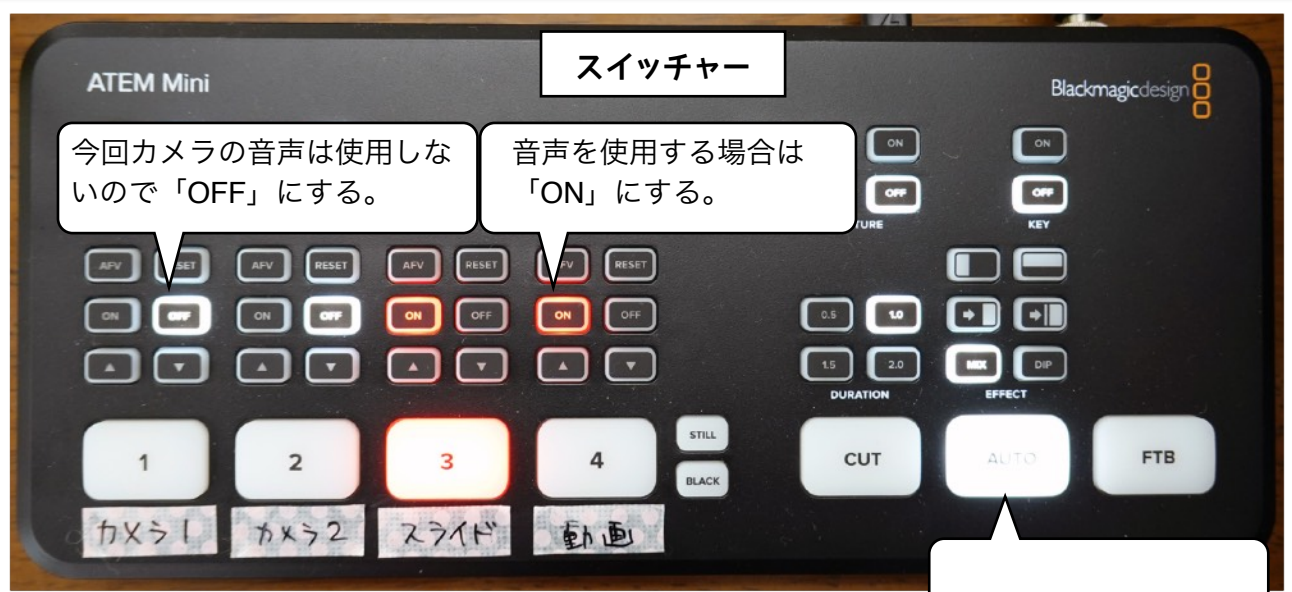 スイッチャー
ATEM Mini
Blackmagicdesign
今回カメラの音声は使用しな
いので「OFF」にする。
音声を使用する場合は
「ON」にする。
ON ON
OFF OFF
TURE KEY
AFV SET AFV RESET AFV RESET FV RESET
ON OFF ON OFF ON OFF ON OFF
0.5 1.0
1.5 2.0 MIX DIP
DURATION EFFECT
1 2 3 4 STILL CUT AUTO FTB
BLACK
カメラ1 カメラ2 スライド 動画